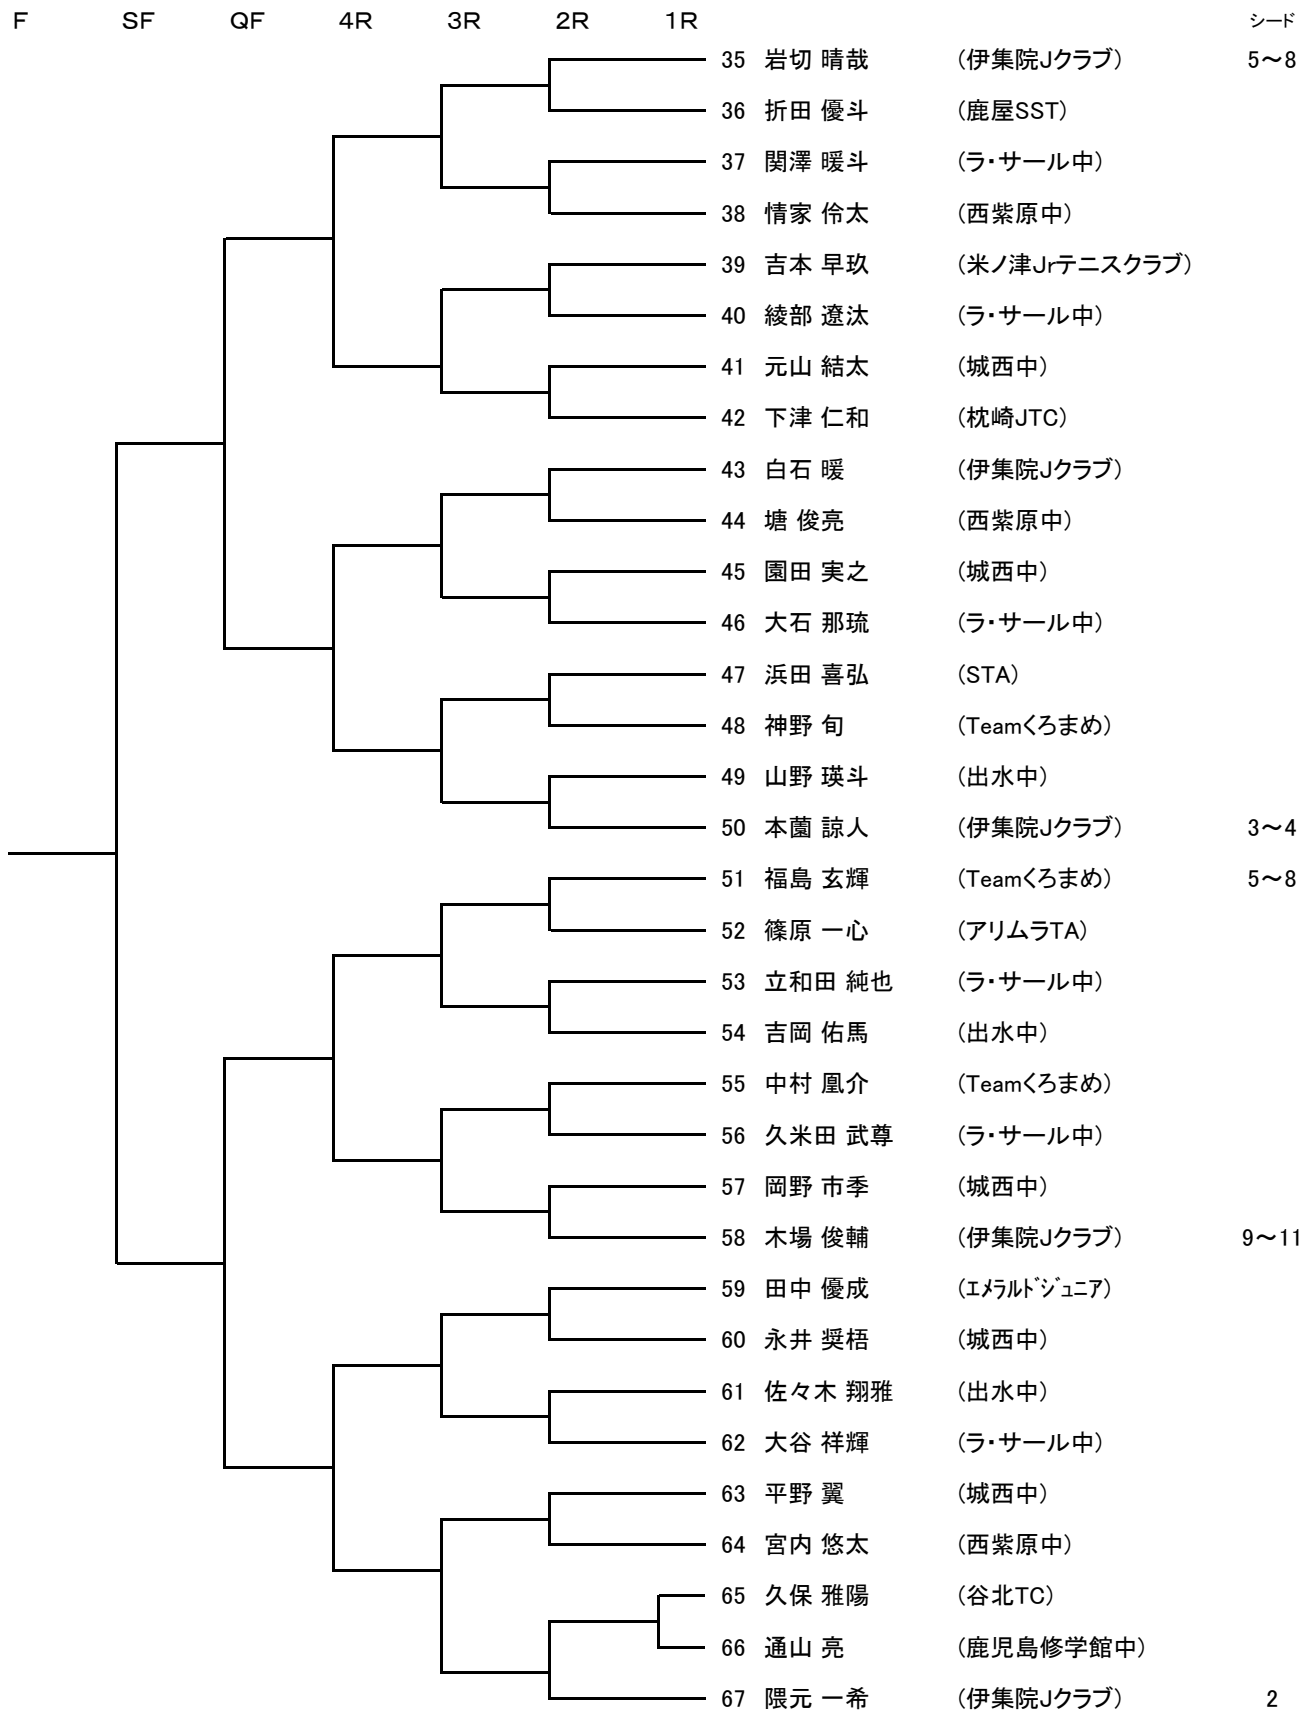 F SF QF 4R 3R 2R 1R シード
35 岩切 晴哉 (伊集院Jクラブ) 5～8
36 折田 優斗 (鹿屋SST)
37 関澤 暖斗 (ラ・サール中)
38 情家 伶太 (西紫原中)
39 吉本 早玖 (米ノ津Jrテニスクラブ)
40 綾部 遼汰 (ラ・サール中)
41 元山 結太 (城西中)
42 下津 仁和 (枕崎JTC)
43 白石 暖 (伊集院Jクラブ)
44 塘 俊亮 (西紫原中)
45 園田 実之 (城西中)
46 大石 那琉 (ラ・サール中)
47 浜田 喜弘 (STA)
48 神野 旬 (Teamくろまめ)
49 山野 瑛斗 (出水中)
50 本薗 諒人 (伊集院Jクラブ) 3～4
51 福島 玄輝 (Teamくろまめ) 5～8
52 篠原 一心 (アリムラTA)
53 立和田 純也 (ラ・サール中)
54 吉岡 佑馬 (出水中)
55 中村 凰介 (Teamくろまめ)
56 久米田 武尊 (ラ・サール中)
57 岡野 市季 (城西中)
58 木場 俊輔 (伊集院Jクラブ) 9～11
59 田中 優成 (ｴﾒﾗﾙﾄﾞｼﾞｭﾆｱ)
60 永井 奨梧 (城西中)
61 佐々木 翔雅 (出水中)
62 大谷 祥輝 (ラ・サール中)
63 平野 翼 (城西中)
64 宮内 悠太 (西紫原中)
65 久保 雅陽 (谷北TC)
66 通山 亮 (鹿児島修学館中)
67 隈元 一希 (伊集院Jクラブ) 2